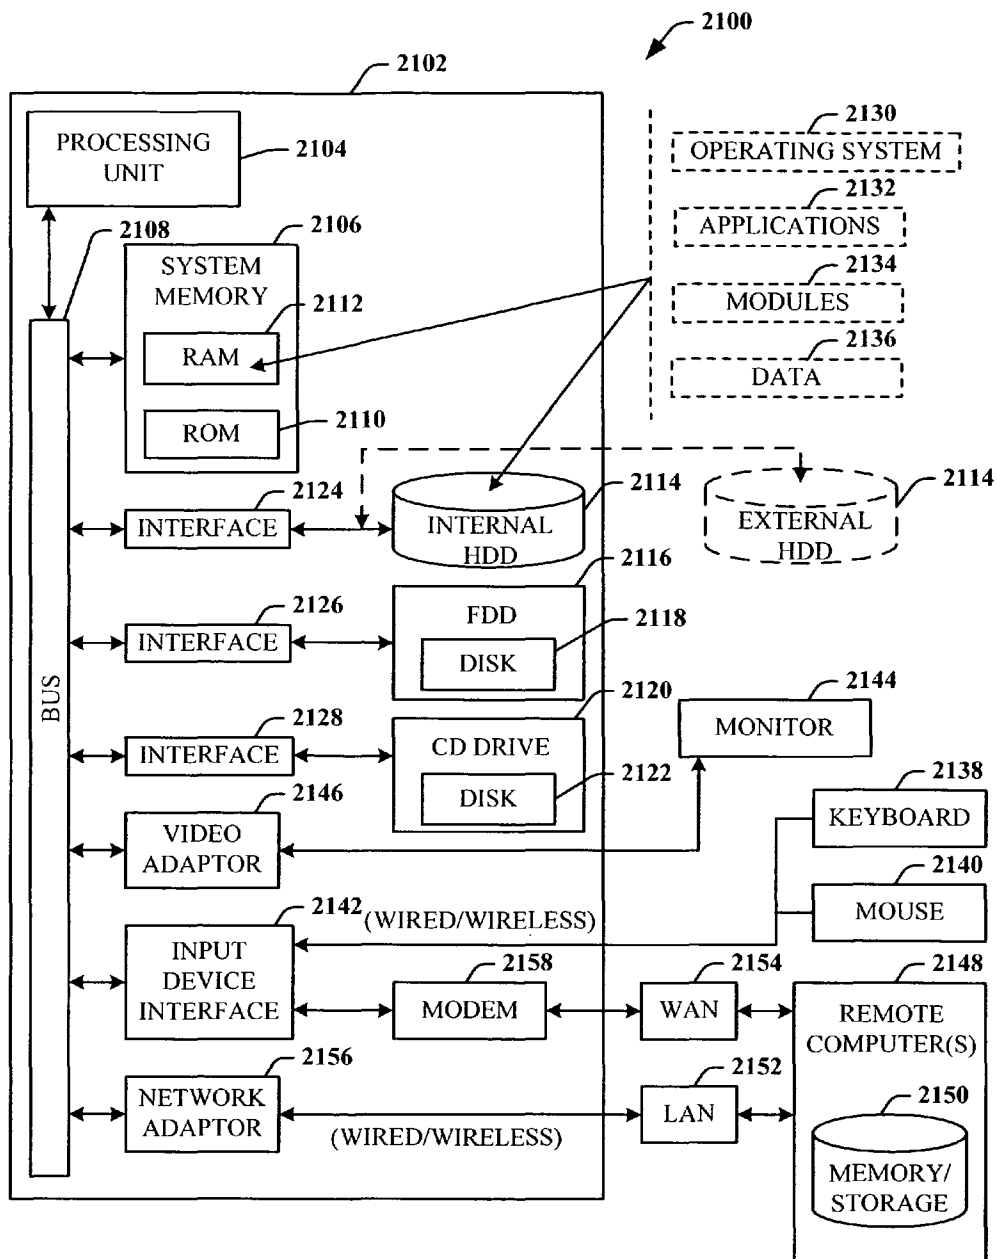 2100
2102
PROCESSING
UNIT
2104
2130
OPERATING SYSTEM
2132
APPLICATIONS
2134
MODULES
2136
DATA
2108
2106
SYSTEM
MEMORY
2112
RAM
2110
ROM
BUS
2124
INTERFACE
2114
INTERNAL
HDD
2114
EXTERNAL
HDD
2126
INTERFACE
2116
FDD
2118
DISK
2128
INTERFACE
2120
CD DRIVE
2122
DISK
2144
MONITOR
2146
VIDEO
ADAPTOR
2138
KEYBOARD
2140
MOUSE
2142
(WIRED/WIRELESS)
INPUT
DEVICE
INTERFACE
2158
MODEM
2154
WAN
2148
REMOTE
COMPUTER(S)
2156
NETWORK
ADAPTOR
(WIRED/WIRELESS)
2152
LAN
2150
MEMORY/
STORAGE